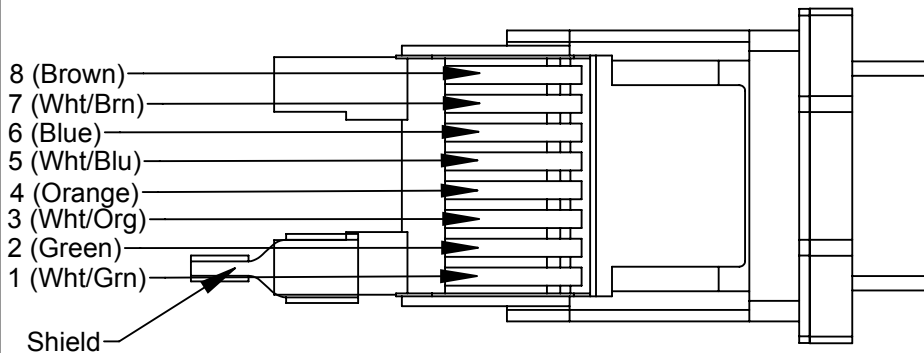 8 (Brown)
7 (Wht/Brn)
6 (Blue)
5 (Wht/Blu)
4 (Orange)
3 (Wht/Org)
2 (Green)
1 (Wht/Grn)
Shield